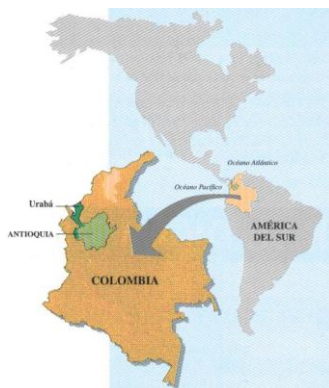 Océano Atlántico
Océano Pacífico
Urabá
ANTIOQUIA
AMÉRICA
DEL SUR
COLOMBIA